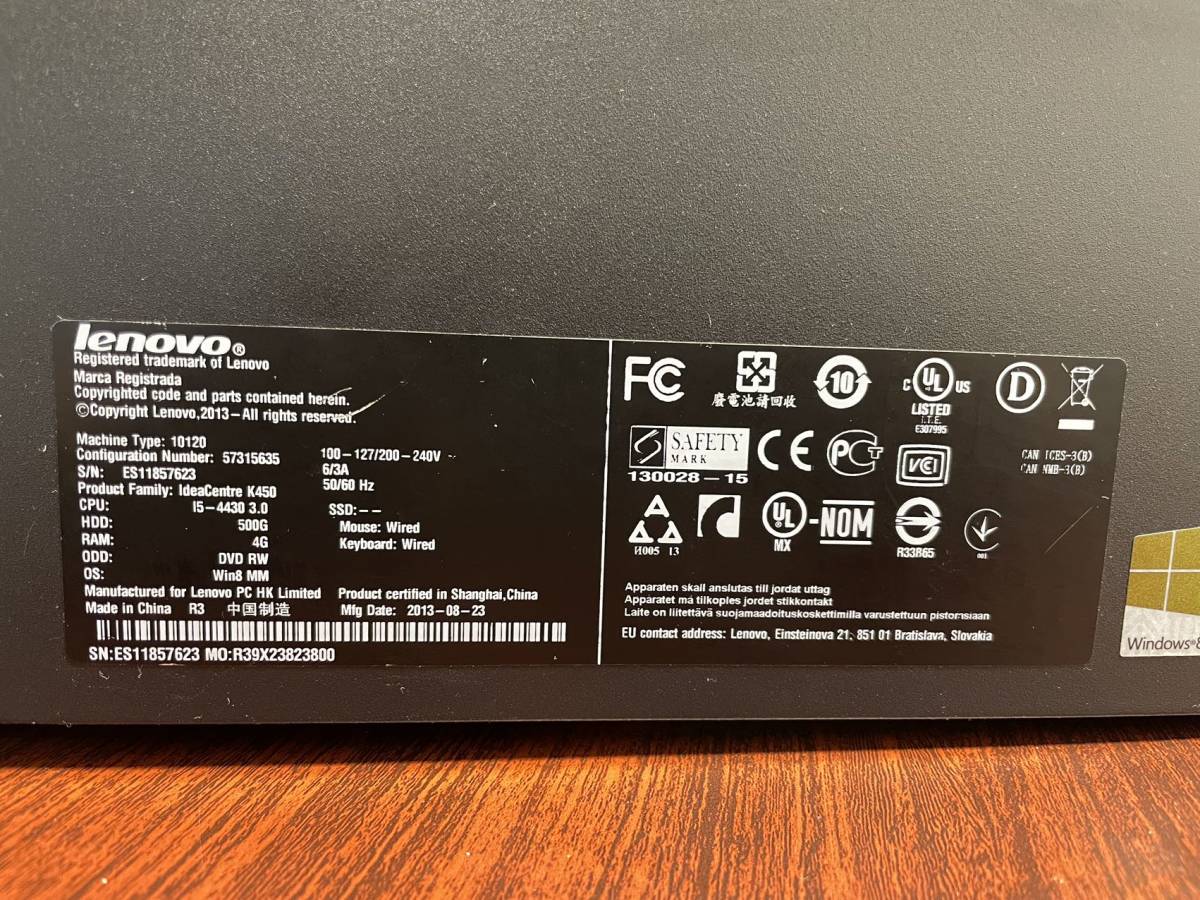 lenovo®
Registered trademark of Lenovo
Marca Registrada
Copyrighted code and parts contained herein.
©Copyright Lenovo,2013-All rights reserved.
Machine Type: 10120
Configuration Number: 57315635
S/N: ES11857623
Product Family: IdeaCentre K450
CPU: I5-4430 3.0
HDD: 500G
RAM: 4G
ODD: DVD RW
OS: Win8 MM
100-127/200-240V ~
6/3A
50/60 Hz
SSD:--
Mouse: Wired
Keyboard: Wired
Manufactured for Lenovo PC HK Limited Product certified in Shanghai,China
Made in China R3 中国制造 Mfg Date: 2013-08-23
SN:ES11857623 MO:R39X23823800
FC
廢電池請回收
10
C UL US
LISTED
I.T.E.
E307995
D
SAFETY
MARK
130028-15
CE
PCT
VCI
CAN ICES-3(B)
CAN NMB-3(B)
И005 13
UL
MX
-NOM
R33B65
001
Apparaten skall anslutas till jordat uttag
Apparatet må tilkoples jordet stikkontakt
Laite on liitettävä suojamaadoituskoskettimilla varustettuun pistorasiaan
EU contact address: Lenovo, Einsteinova 21, 851 01 Bratislava, Slovakia
Windows®8